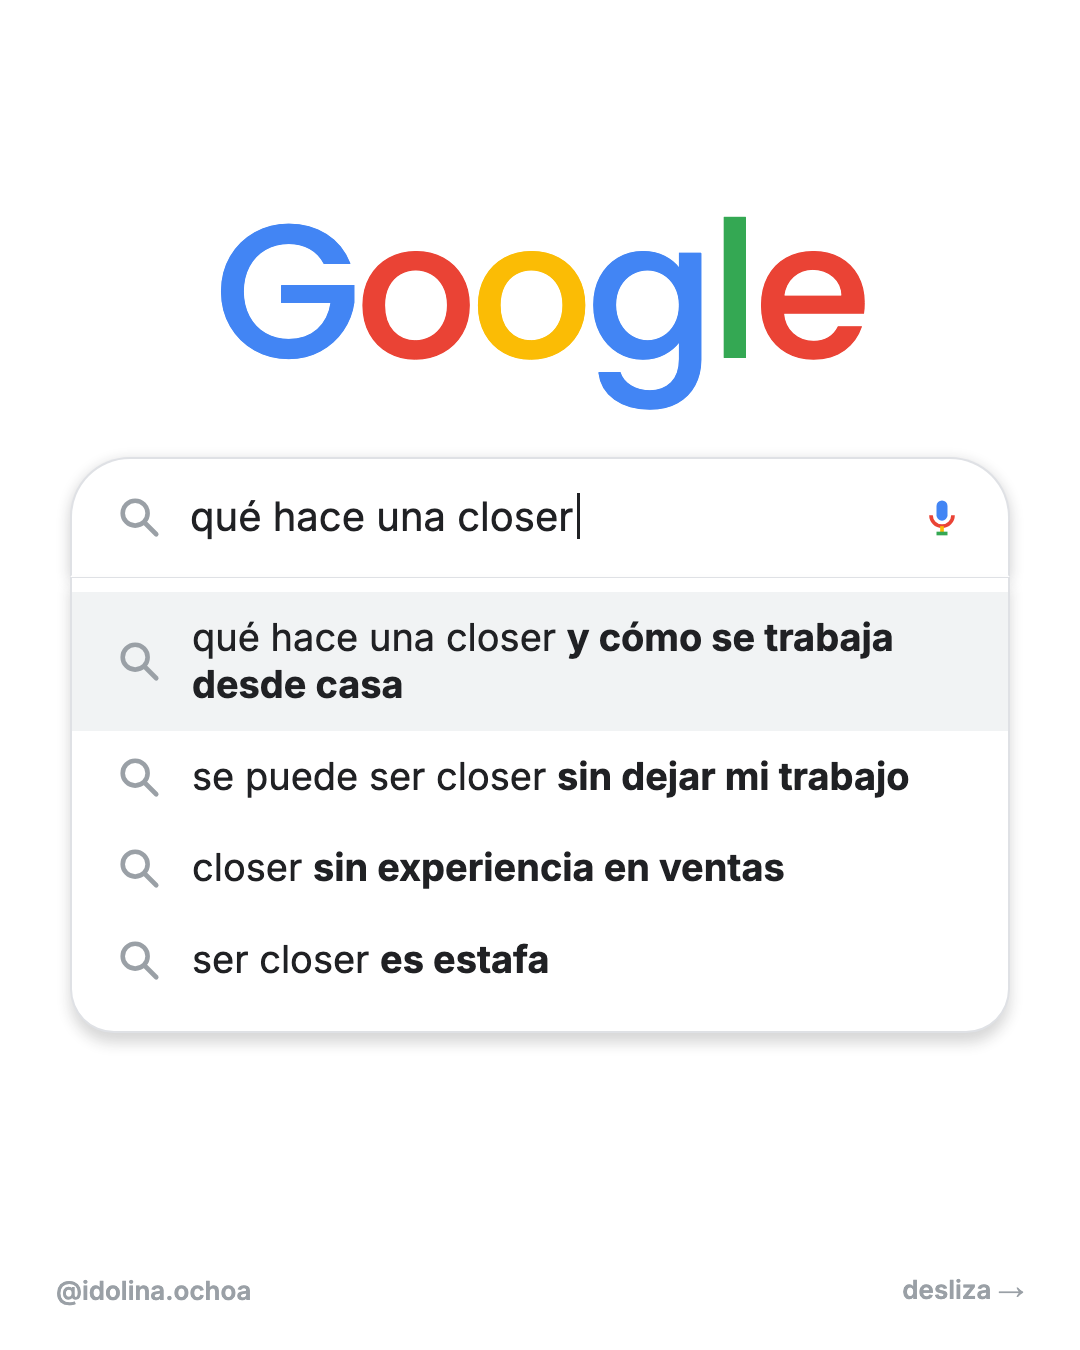 Google
qué hace una closer
qué hace una closer y cómo se trabaja
desde casa
se puede ser closer sin dejar mi trabajo
closer sin experiencia en ventas
ser closer es estafa
@idolina.ochoa
desliza →